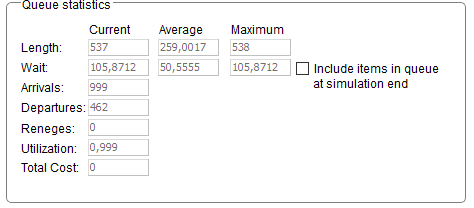 Queue statistics
Current Average Maximum
Length: 537 259,0017 538
Wait: 105,8712 50,5555 105,8712 Include items in queue
at simulation end
Arrivals: 999
Departures: 462
Reneges: 0
Utilization: 0,999
Total Cost: 0